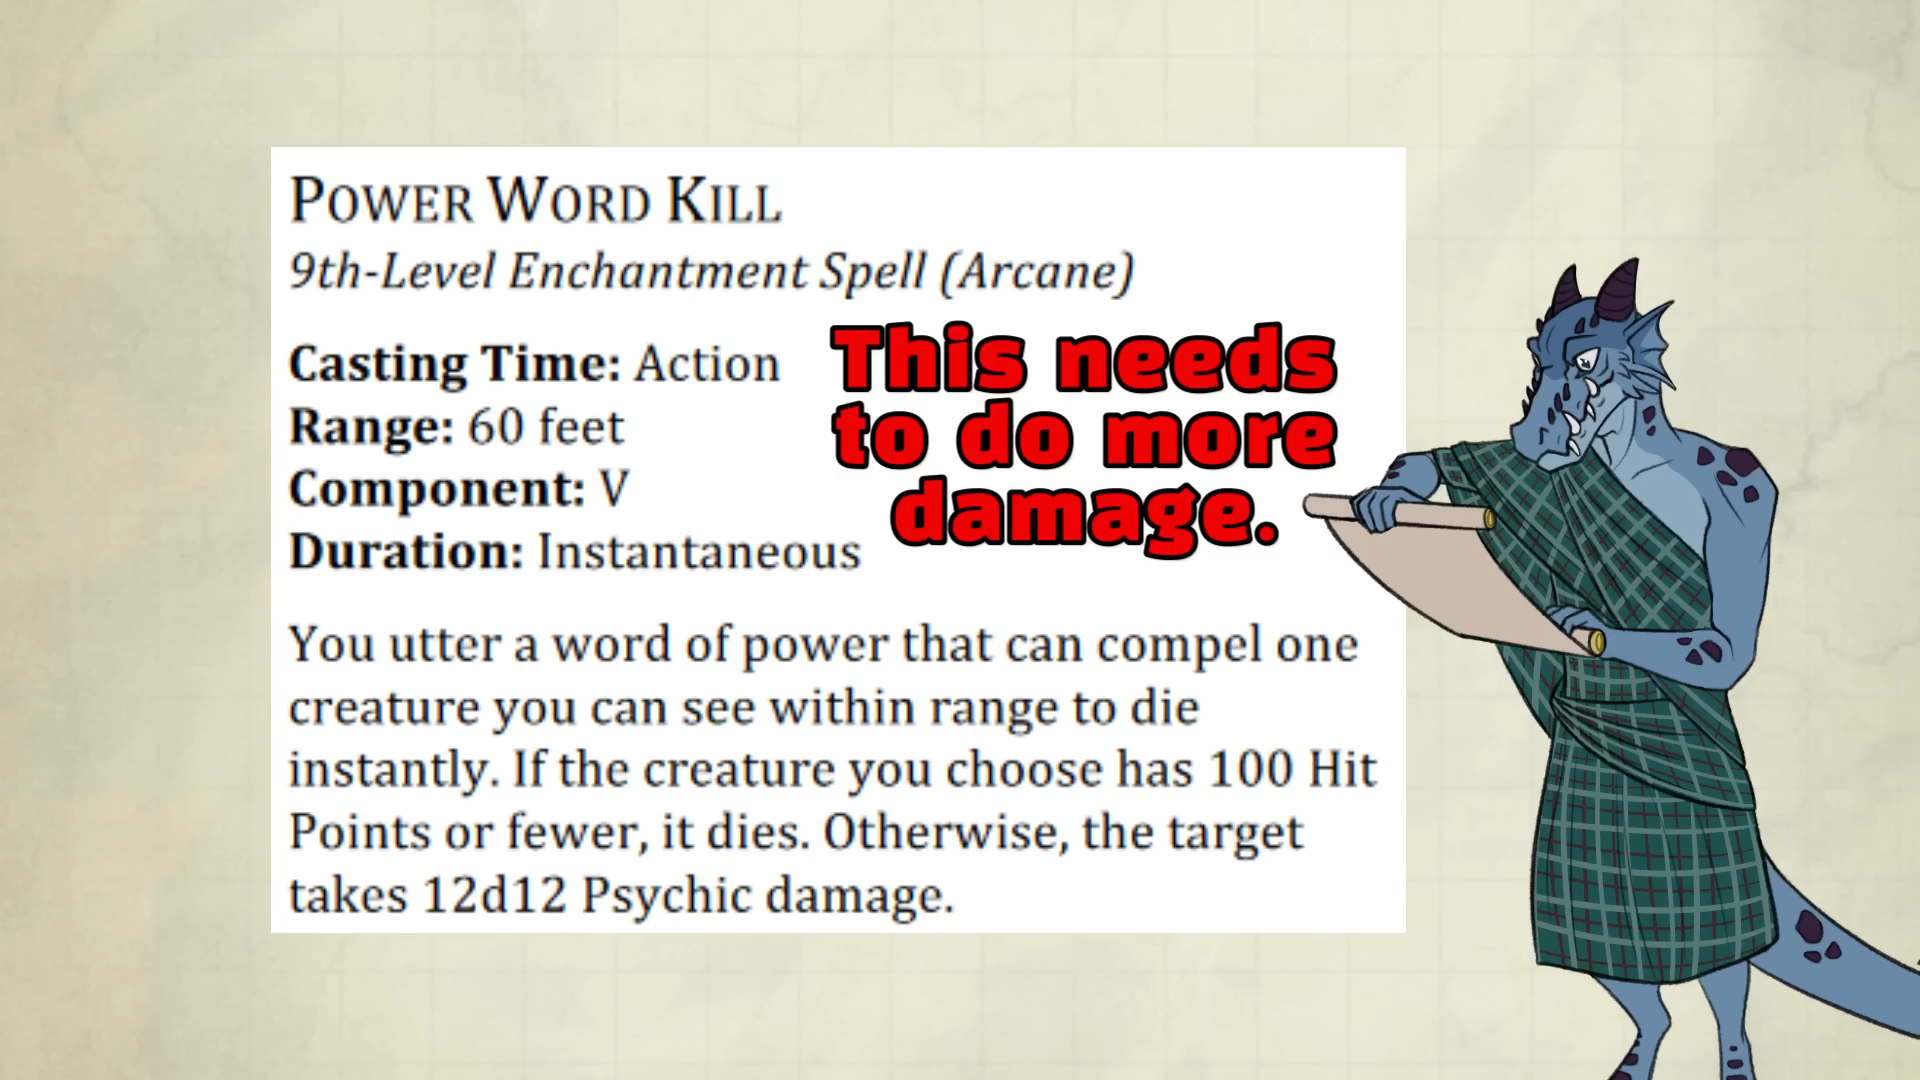 POWER WORD KILL
9th-Level Enchantment Spell (Arcane)
Casting Time: Action
Range: 60 feet
Component: V
Duration: Instantaneous
This needs
to do more
damage.
You utter a word of power that can compel one
creature you can see within range to die
instantly. If the creature you choose has 100 Hit
Points or fewer, it dies. Otherwise, the target
takes 12d12 Psychic damage.